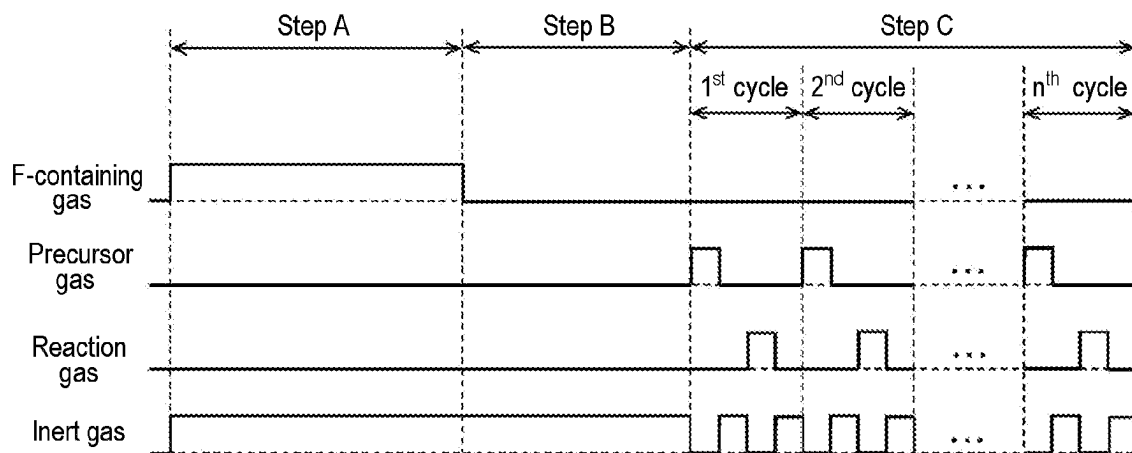 Step A Step B Step C
1st cycle 2nd cycle nth cycle
F-containing
gas
...
Precursor
gas
...
Reaction
gas
...
Inert gas
...